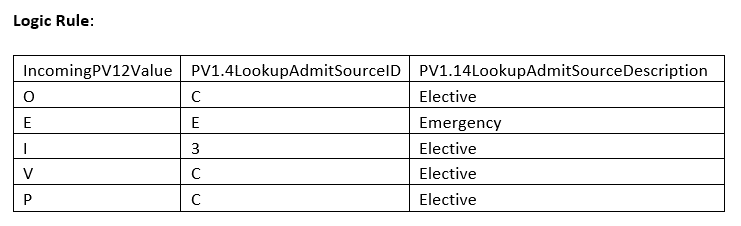 Logic Rule:
IncomingPV12Value PV1.4LookupAdmitSourceID PV1.14LookupAdmitSourceDescription
O C Elective
E E Emergency
I 3 Elective
V C Elective
P C Elective